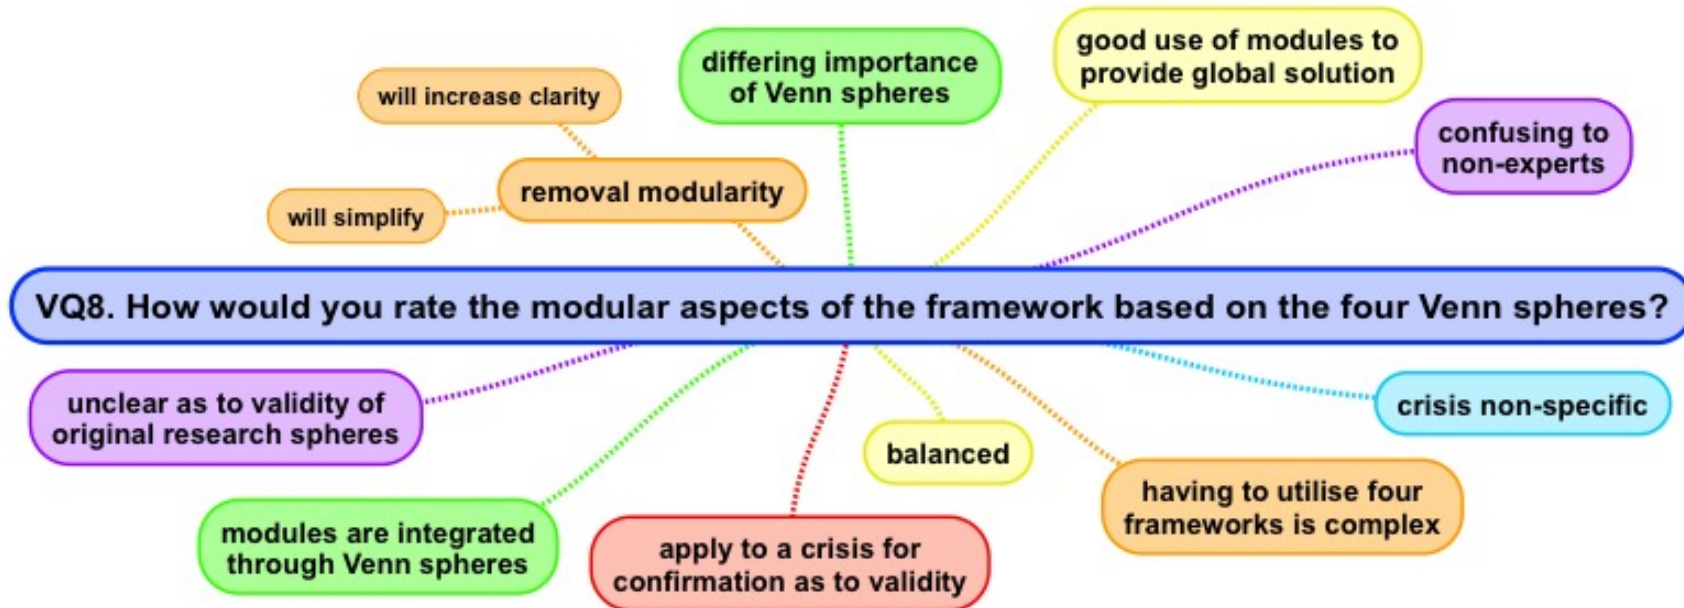 good use of modules to
provide global solution
differing importance
of Venn spheres
will increase clarity
confusing to
non-experts
removal modularity
will simplify
VQ8. How would you rate the modular aspects of the framework based on the four Venn spheres?
unclear as to validity of
original research spheres
crisis non-specific
balanced
having to utilise four
frameworks is complex
modules are integrated
through Venn spheres
apply to a crisis for
confirmation as to validity